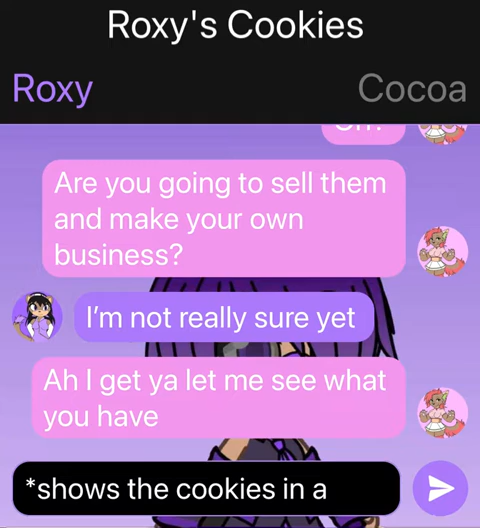 Roxy's Cookies
Roxy
Cocoa
Are you going to sell them
and make your own
business?
I'm not really sure yet
Ah I get ya let me see what
you have
*shows the cookies in a